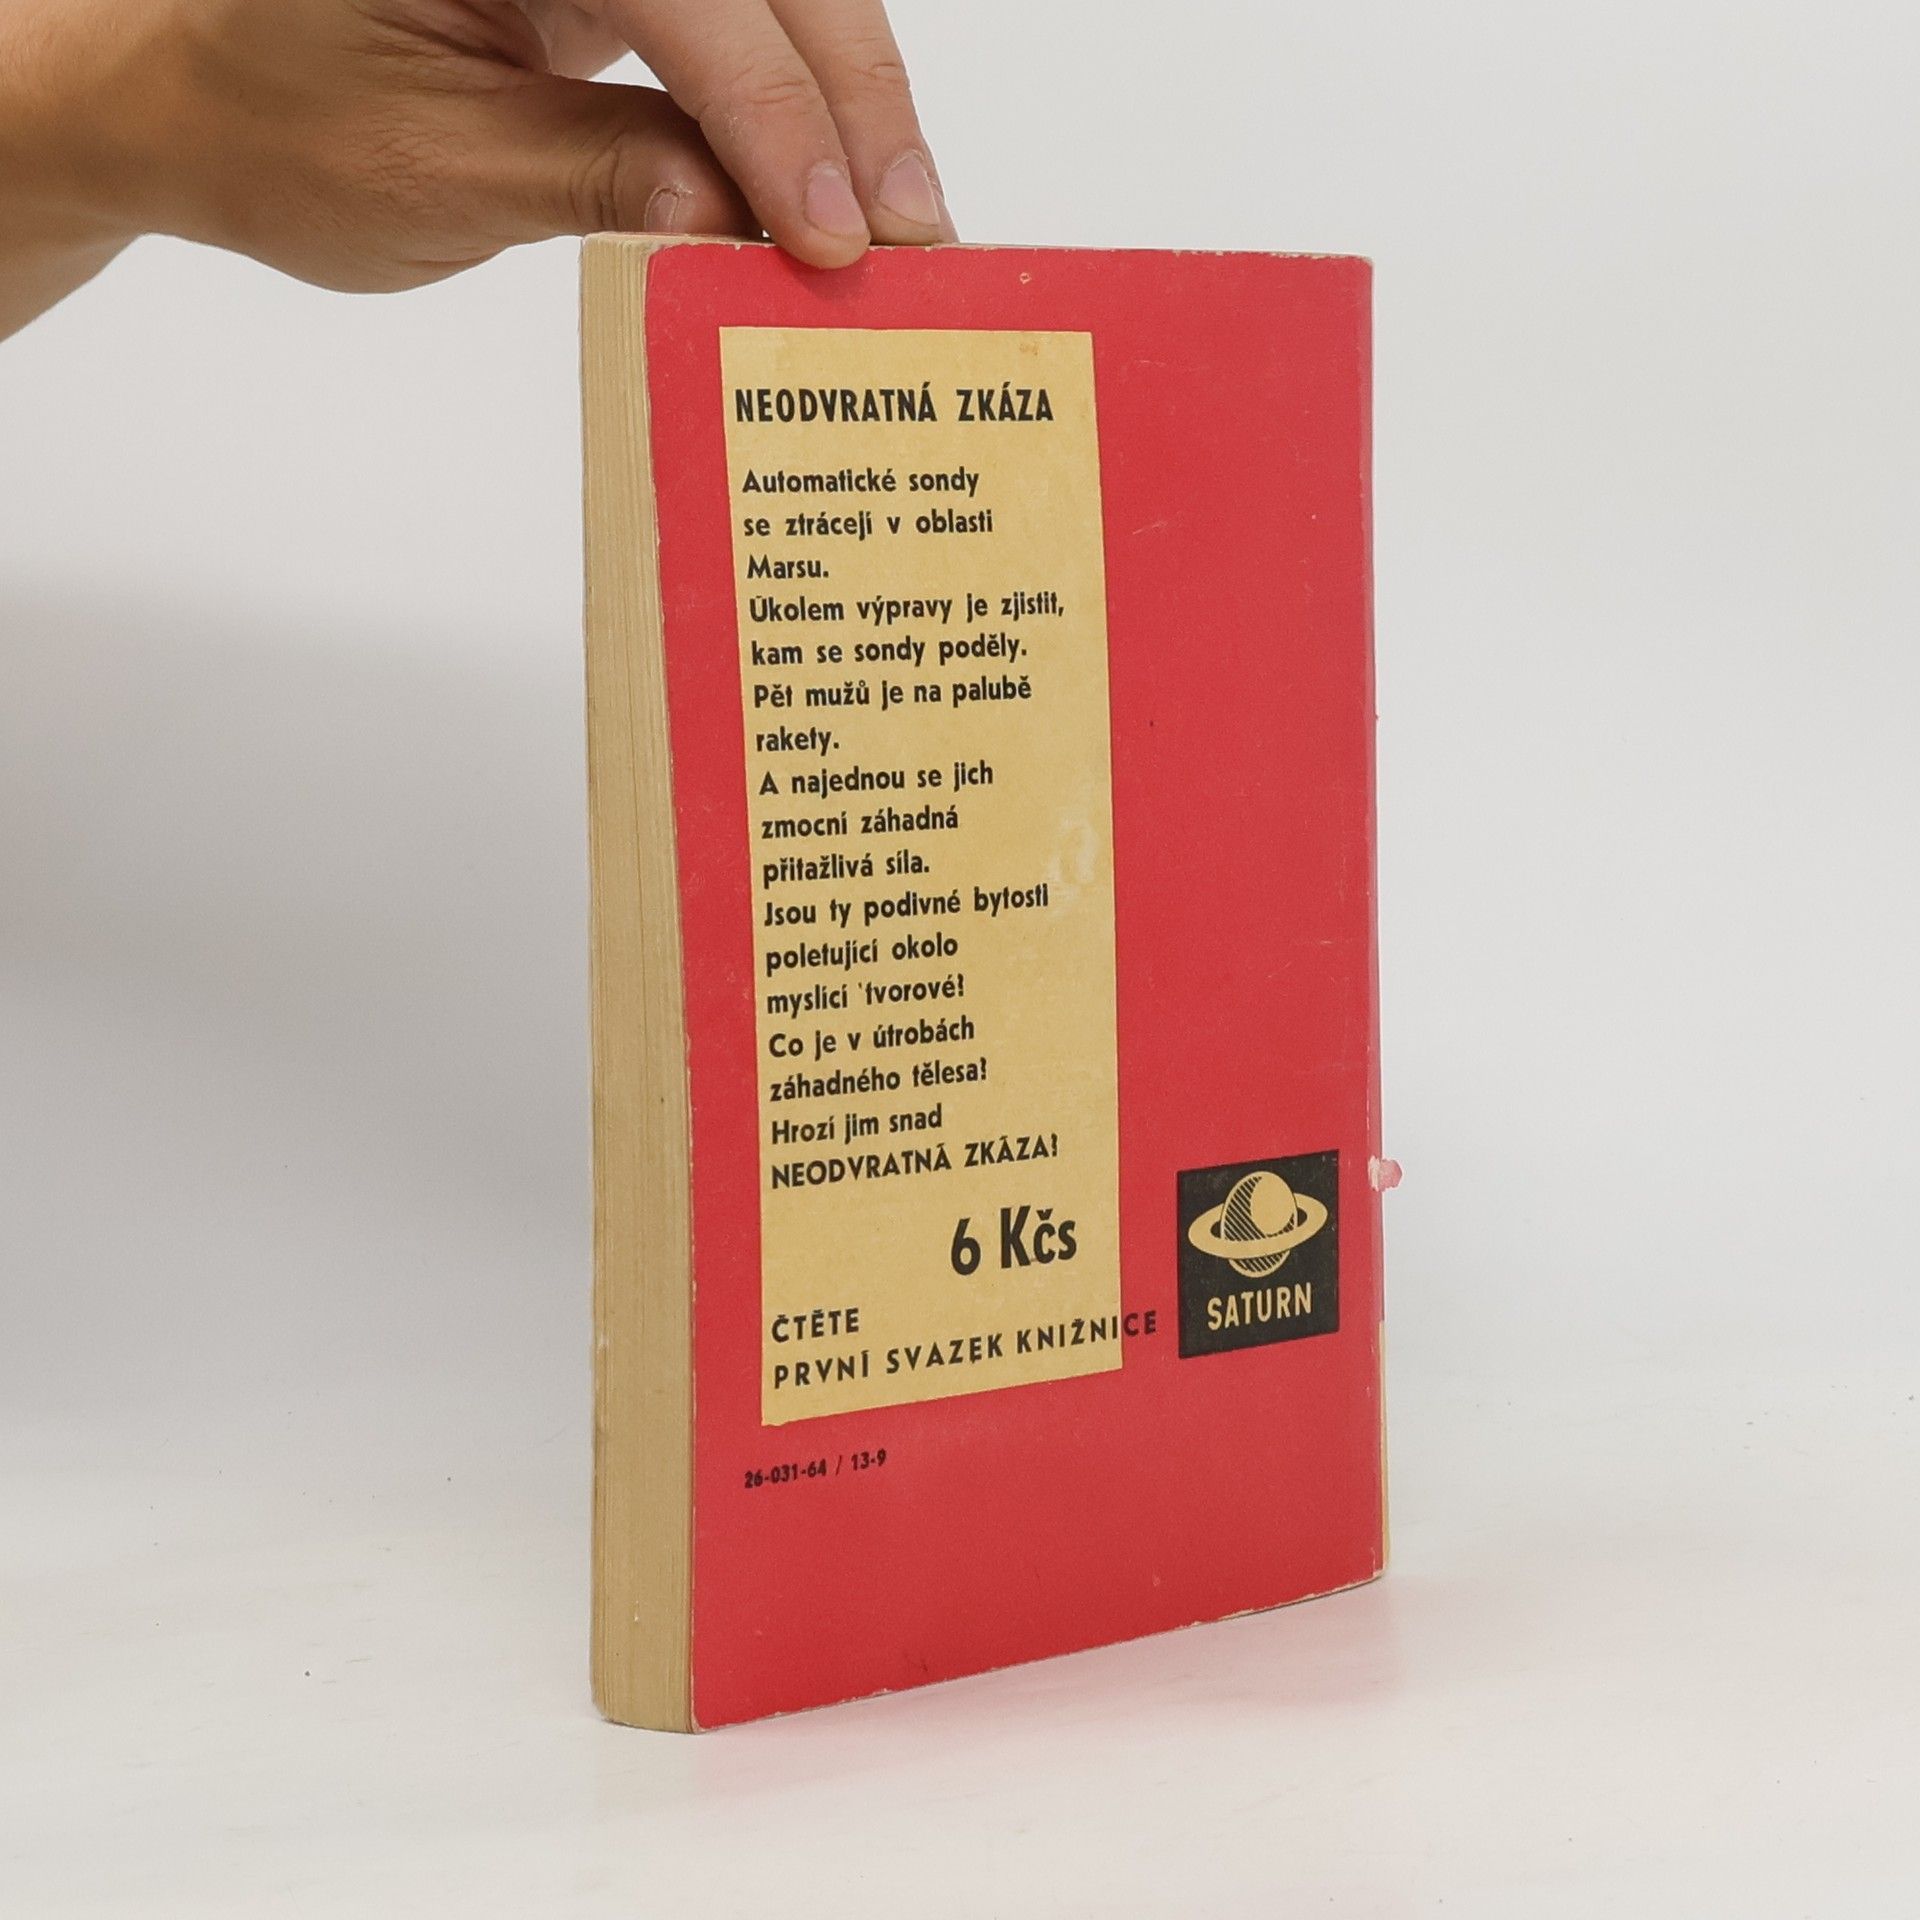 NEODVRATNÁ ZKÁZA
Automatické sondy
se ztrácejí v oblasti
Marsu.
Úkolem výpravy je zjistit,
kam se sondy poděly.
Pět mužů je na palubě
rakety.
A najednou se jich
zmocní záhadná
přitažlivá síla.
Jsou ty podivné bytosti
poletující okolo
myslící tvorové?
Co je v útrobách
záhadného tělesa?
Hrozí jim snad
NEODVRATNÁ ZKÁZA?
6 Kčs
ČTĚTE
PRVNÍ SVAZEK KNIŽNICE
SATURN
26-031-64 / 13-9